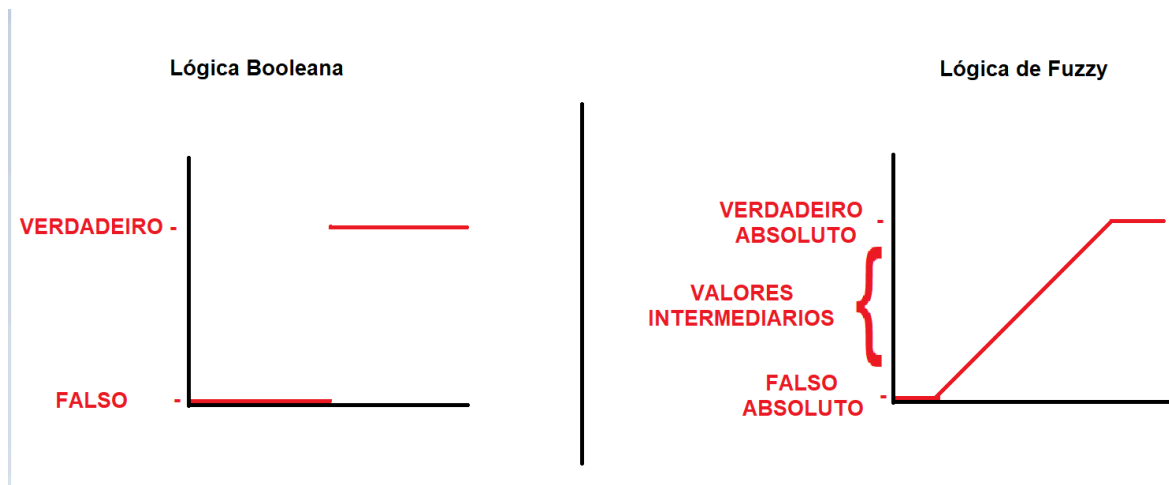 Lógica Booleana
VERDADEIRO -
FALSO -
Lógica de Fuzzy
VERDADEIRO -
ABSOLUTO
VALORES
INTERMEDIARIOS {
FALSO
ABSOLUTO -